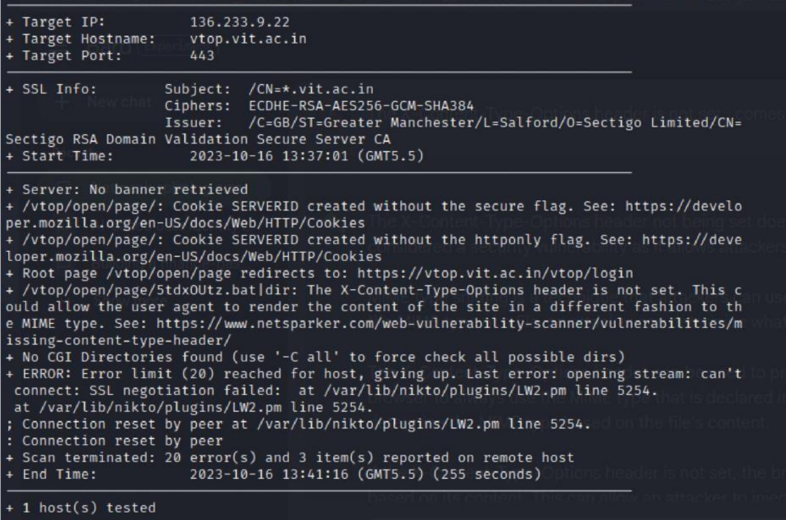 + Target IP:          136.233.9.22
+ Target Hostname:    vtop.vit.ac.in
+ Target Port:        443
+ SSL Info:        Subject:  /CN=*.vit.ac.in
                   Ciphers:  ECDHE-RSA-AES256-GCM-SHA384
                   Issuer:   /C=GB/ST=Greater Manchester/L=Salford/O=Sectigo Limited/CN=
Sectigo RSA Domain Validation Secure Server CA
+ Start Time:         2023-10-16 13:37:01 (GMT5.5)
+ Server: No banner retrieved
+ /vtop/open/page/: Cookie SERVERID created without the secure flag. See: https://develo
per.mozilla.org/en-US/docs/Web/HTTP/Cookies
+ /vtop/open/page/: Cookie SERVERID created without the httponly flag. See: https://deve
loper.mozilla.org/en-US/docs/Web/HTTP/Cookies
+ Root page /vtop/open/page redirects to: https://vtop.vit.ac.in/vtop/login
+ /vtop/open/page/5tdxOUtz.bat|dir: The X-Content-Type-Options header is not set. This c
ould allow the user agent to render the content of the site in a different fashion to th
e MIME type. See: https://www.netsparker.com/web-vulnerability-scanner/vulnerabilities/m
issing-content-type-header/
+ No CGI Directories found (use '-C all' to force check all possible dirs)
+ ERROR: Error limit (20) reached for host, giving up. Last error: opening stream: can't
 connect: SSL negotiation failed:  at /var/lib/nikto/plugins/LW2.pm line 5254.
 at /var/lib/nikto/plugins/LW2.pm line 5254.
; Connection reset by peer at /var/lib/nikto/plugins/LW2.pm line 5254.
: Connection reset by peer
+ Scan terminated: 20 error(s) and 3 item(s) reported on remote host
+ End Time:           2023-10-16 13:41:16 (GMT5.5) (255 seconds)
+ 1 host(s) tested